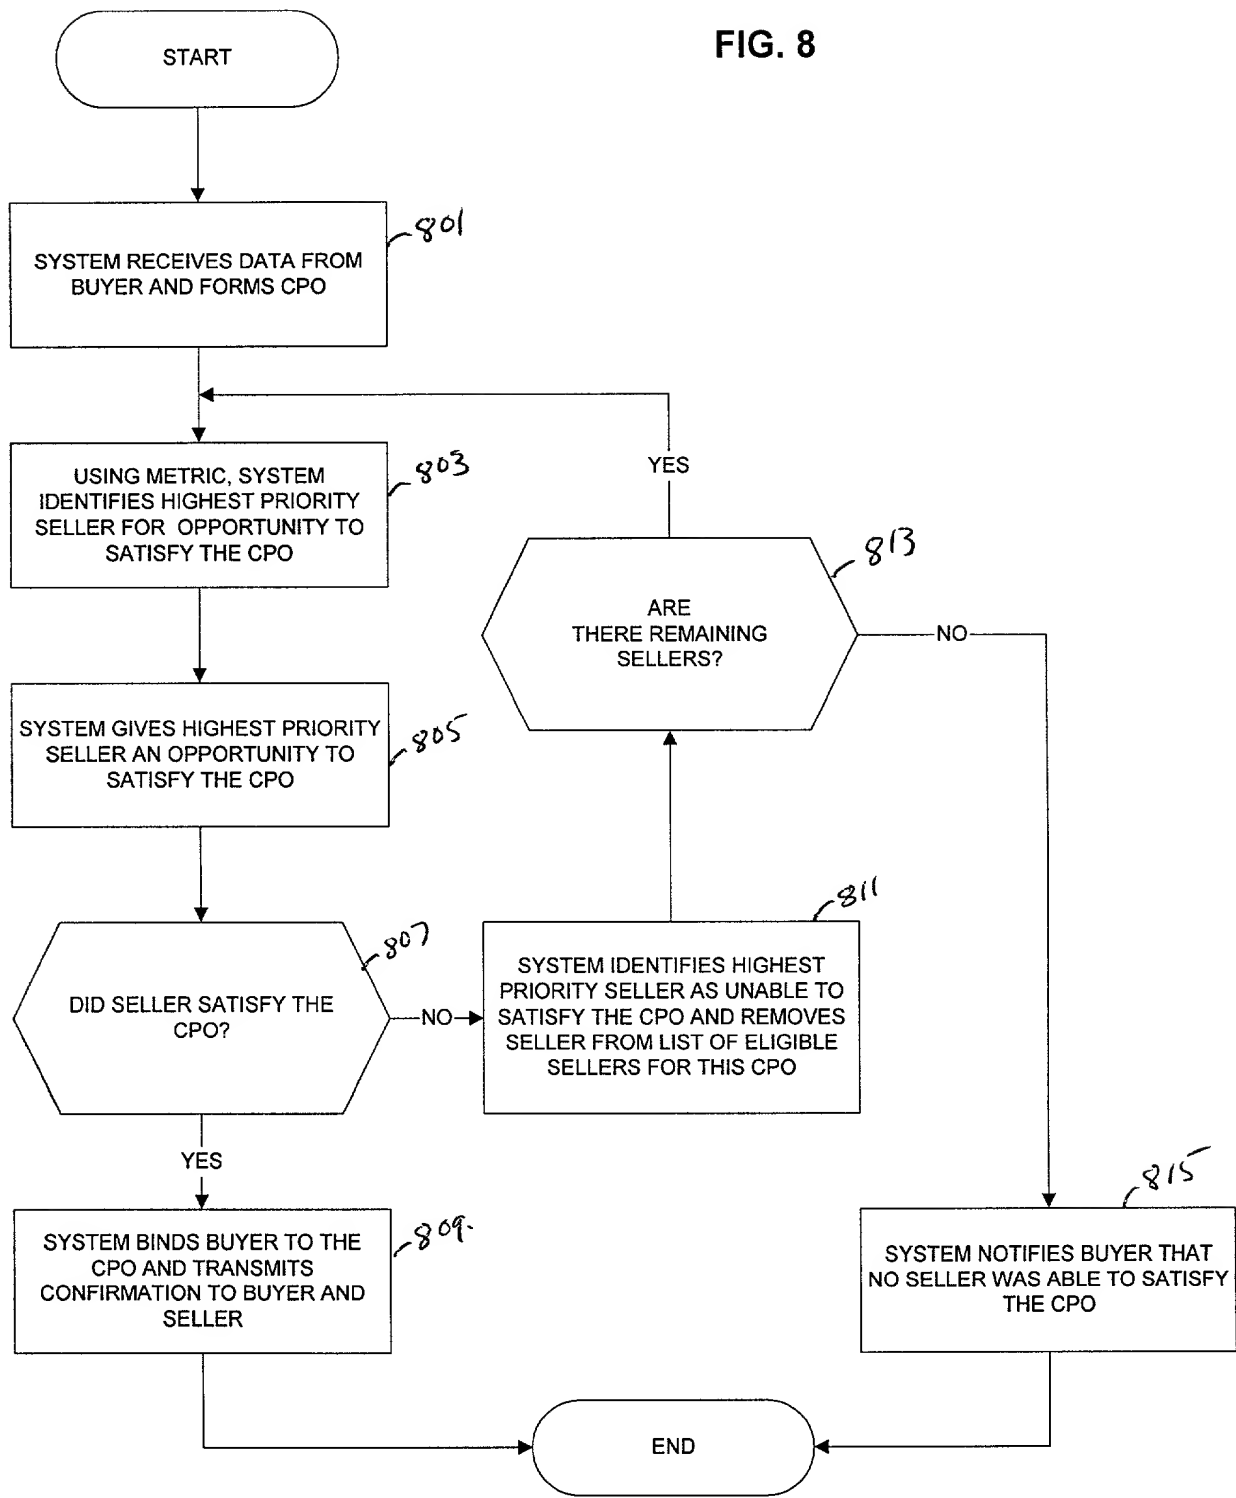 FIG. 8
START
801
SYSTEM RECEIVES DATA FROM
BUYER AND FORMS CPO
803
USING METRIC, SYSTEM
IDENTIFIES HIGHEST PRIORITY
SELLER FOR OPPORTUNITY TO
SATISFY THE CPO
YES
813
ARE
THERE REMAINING
SELLERS?
NO
805
SYSTEM GIVES HIGHEST PRIORITY
SELLER AN OPPORTUNITY TO
SATISFY THE CPO
807
DID SELLER SATISFY THE
CPO?
NO
811
SYSTEM IDENTIFIES HIGHEST
PRIORITY SELLER AS UNABLE TO
SATISFY THE CPO AND REMOVES
SELLER FROM LIST OF ELIGIBLE
SELLERS FOR THIS CPO
YES
809.
SYSTEM BINDS BUYER TO THE
CPO AND TRANSMITS
CONFIRMATION TO BUYER AND
SELLER
815
SYSTEM NOTIFIES BUYER THAT
NO SELLER WAS ABLE TO SATISFY
THE CPO
END